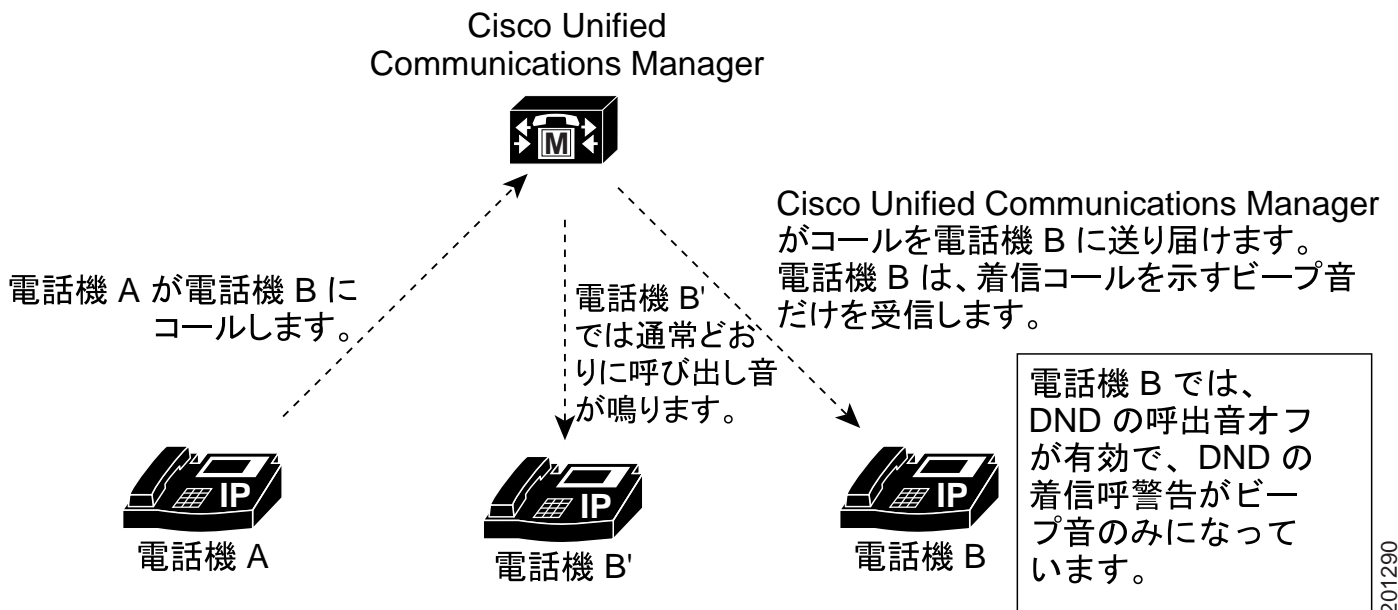 Cisco Unified
Communications Manager
M
Cisco Unified Communications Manager
がコールを電話機 B に送り届けます。
電話機 B は、着信コールを示すビープ音
だけを受信します。
電話機 A が電話機 B に
コールします。
電話機 B'
では通常どお
りに呼び出し音
が鳴ります。
電話機 B では、
DND の呼出音オフ
が有効で、DND の
着信呼警告がビー
プ音のみになって
います。
IP
電話機 A
IP
電話機 B'
IP
電話機 B
201290